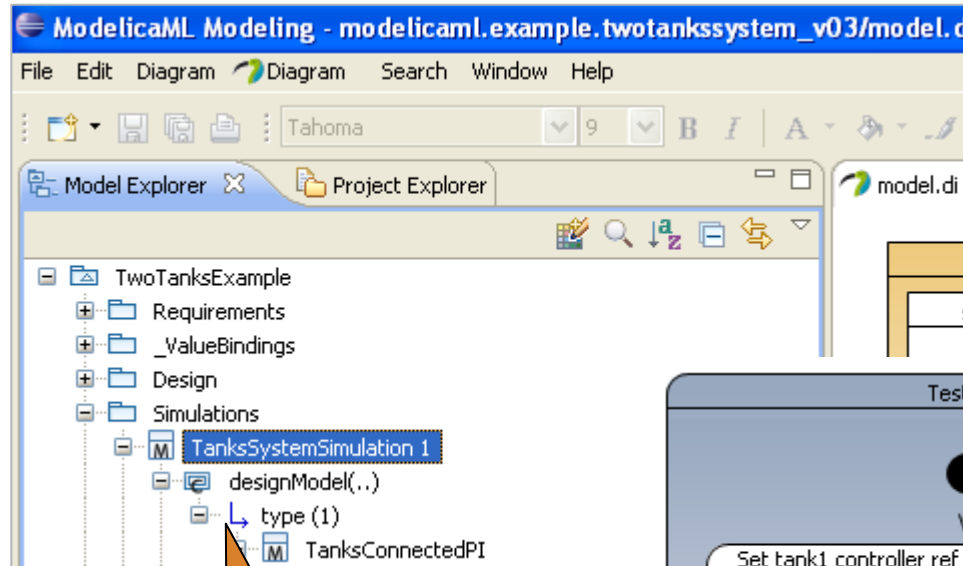 ModelicaML Modeling - modelicaml.example.twotankssystem_v03/model.d
File Edit Diagram Diagram Search Window Help
Tahoma 9 B I A
Model Explorer Project Explorer model.di
TwoTanksExample
Requirements
_ValueBindings
Design
Simulations
TanksSystemSimulation 1
designModel(..)
type (1)
TanksConnectedPI
Set tank1 controller ref